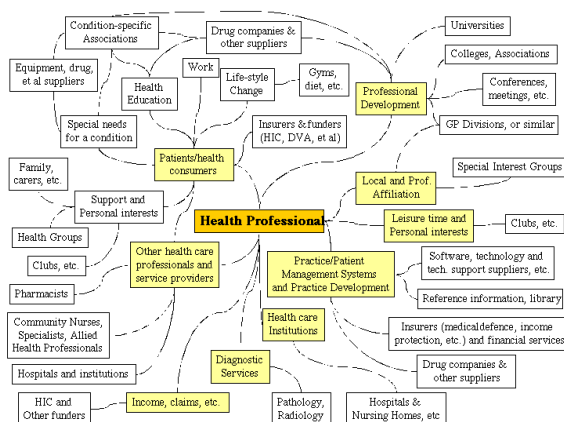 Condition-specific
Associations
Drug companies &
other suppliers
Universities
Colleges, Associations
Equipment, drug,
et al suppliers
Health
Education
Work
Life-style
Change
Gyms,
diet, etc.
Professional
Development
Conferences,
meetings, etc.
Special needs
for a condition
Insurers & funders
(HIC, DVA, et al)
GP Divisions, or similar
Patients/health
consumers
Family,
carers, etc.
Special Interest Groups
Local and Prof.
Affiliation
Support and
Personal interests
Health Professional
Leisure time and
Personal interests
Clubs, etc.
Health Groups
Clubs, etc.
Other health care
professionals and
service providers
Practice/Patient
Management Systems
and Practice Development
Software, technology and
tech. support suppliers, etc.
Pharmacists
Reference information, library
Community Nurses,
Specialists, Allied
Health Professionals
Health care
Institutions
Insurers (medical defence, income
protection, etc.) and financial services
Hospitals and institutions
Diagnostic
Services
Drug companies &
other suppliers
HIC and
Other funders
Income, claims, etc.
Pathology,
Radiology
Hospitals &
Nursing Homes, etc